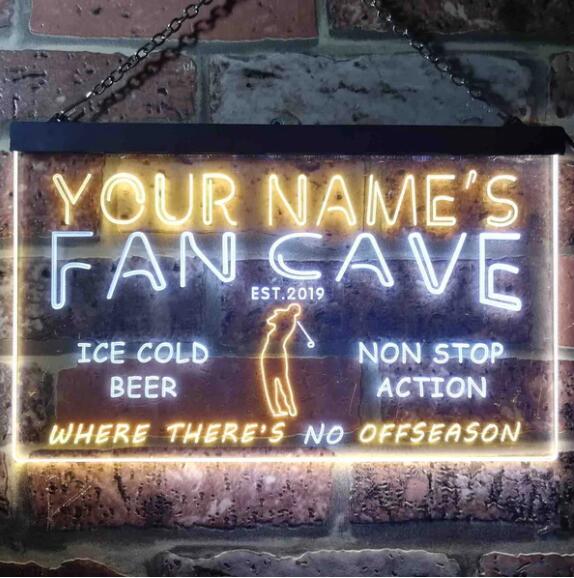 YOUR NAME'S
FAN CAVE
EST.2019
ICE COLD
BEER
NON STOP
ACTION
WHERE THERE'S NO OFFSEASON